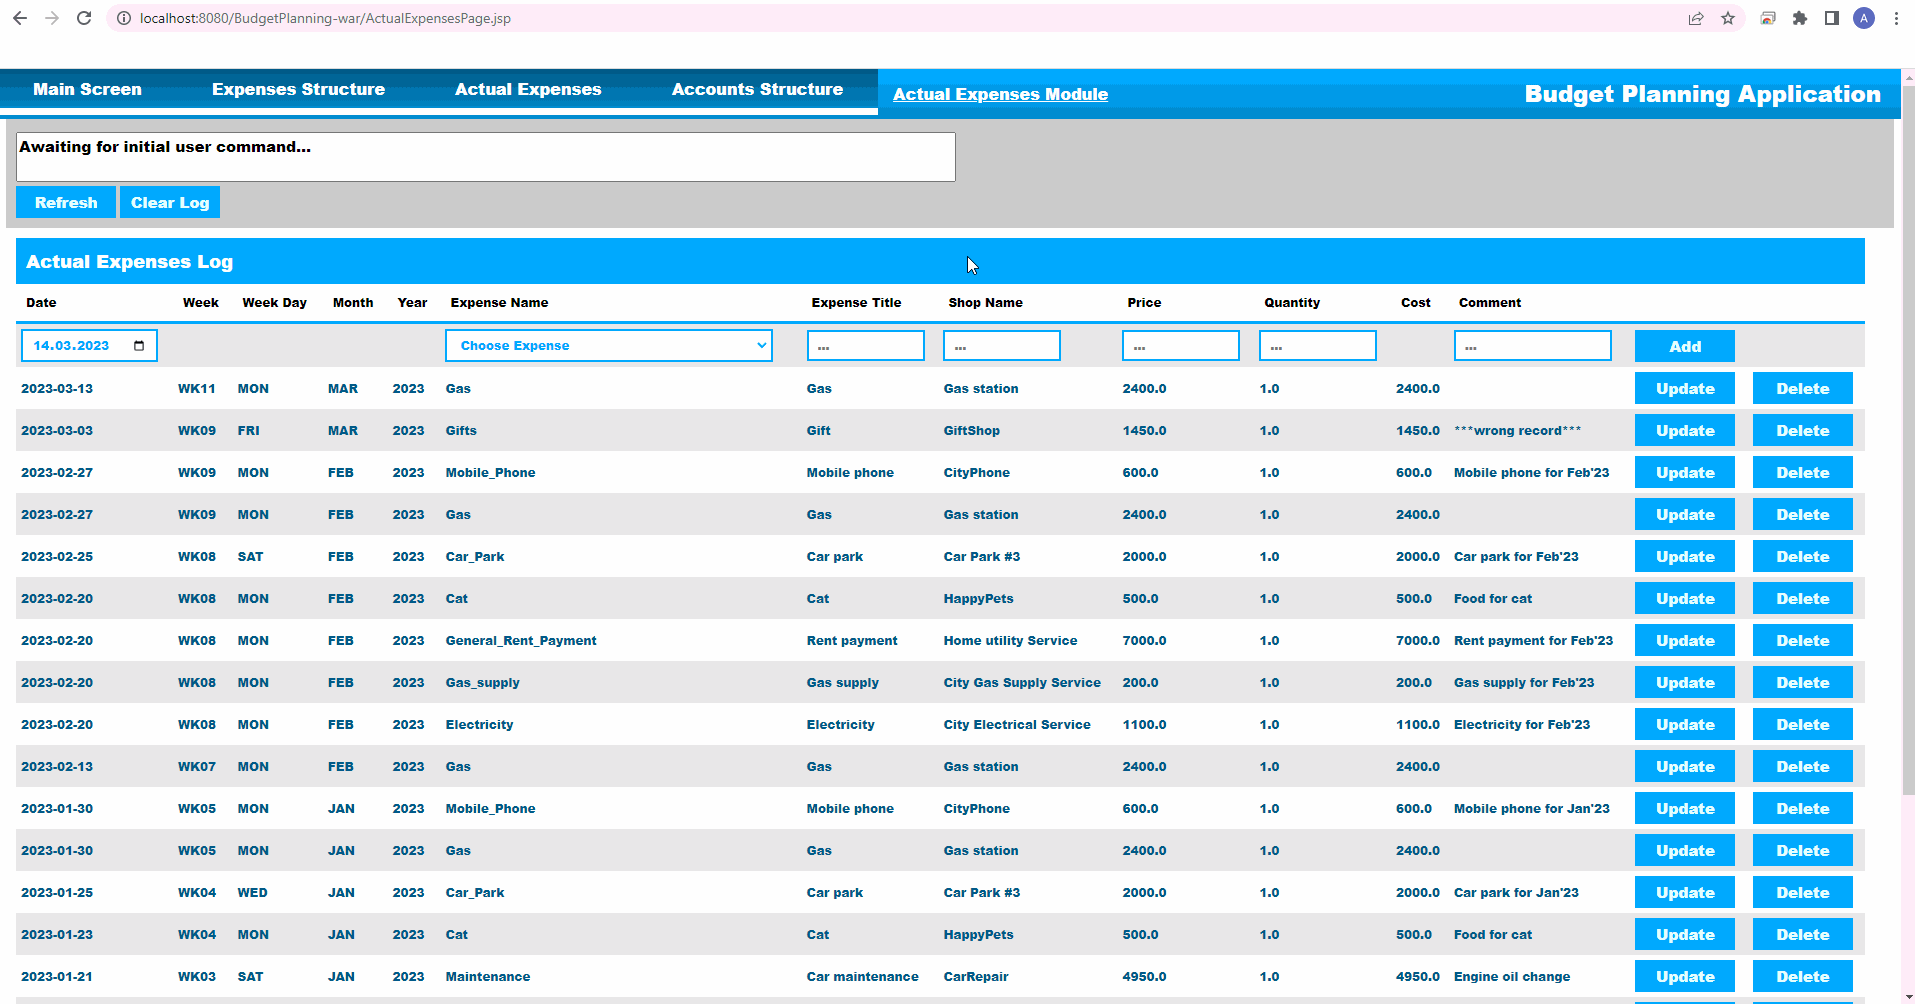 localhost:8080/BudgetPlanning-war/ActualExpensesPage.jsp
A
Main Screen Expenses Structure Actual Expenses Accounts Structure Actual Expenses Module Budget Planning Application
Awaiting for initial user command...
Refresh Clear Log
Actual Expenses Log
Date Week Week Day Month Year Expense Name Expense Title Shop Name Price Quantity Cost Comment
14.03.2023 Choose Expense ... ... ... ... ... Add
2023-03-13 WK11 MON MAR 2023 Gas Gas Gas station 2400.0 1.0 2400.0 Update Delete
2023-03-03 WK09 FRI MAR 2023 Gifts Gift GiftShop 1450.0 1.0 1450.0 ***wrong record*** Update Delete
2023-02-27 WK09 MON FEB 2023 Mobile_Phone Mobile phone CityPhone 600.0 1.0 600.0 Mobile phone for Feb'23 Update Delete
2023-02-27 WK09 MON FEB 2023 Gas Gas Gas station 2400.0 1.0 2400.0 Update Delete
2023-02-25 WK08 SAT FEB 2023 Car_Park Car park Car Park #3 2000.0 1.0 2000.0 Car park for Feb'23 Update Delete
2023-02-20 WK08 MON FEB 2023 Cat Cat HappyPets 500.0 1.0 500.0 Food for cat Update Delete
2023-02-20 WK08 MON FEB 2023 General_Rent_Payment Rent payment Home utility Service 7000.0 1.0 7000.0 Rent payment for Feb'23 Update Delete
2023-02-20 WK08 MON FEB 2023 Gas_supply Gas supply City Gas Supply Service 200.0 1.0 200.0 Gas supply for Feb'23 Update Delete
2023-02-20 WK08 MON FEB 2023 Electricity Electricity City Electrical Service 1100.0 1.0 1100.0 Electricity for Feb'23 Update Delete
2023-02-13 WK07 MON FEB 2023 Gas Gas Gas station 2400.0 1.0 2400.0 Update Delete
2023-01-30 WK05 MON JAN 2023 Mobile_Phone Mobile phone CityPhone 600.0 1.0 600.0 Mobile phone for Jan'23 Update Delete
2023-01-30 WK05 MON JAN 2023 Gas Gas Gas station 2400.0 1.0 2400.0 Update Delete
2023-01-25 WK04 WED JAN 2023 Car_Park Car park Car Park #3 2000.0 1.0 2000.0 Car park for Jan'23 Update Delete
2023-01-23 WK04 MON JAN 2023 Cat Cat HappyPets 500.0 1.0 500.0 Food for cat Update Delete
2023-01-21 WK03 SAT JAN 2023 Maintenance Car maintenance CarRepair 4950.0 1.0 4950.0 Engine oil change Update Delete